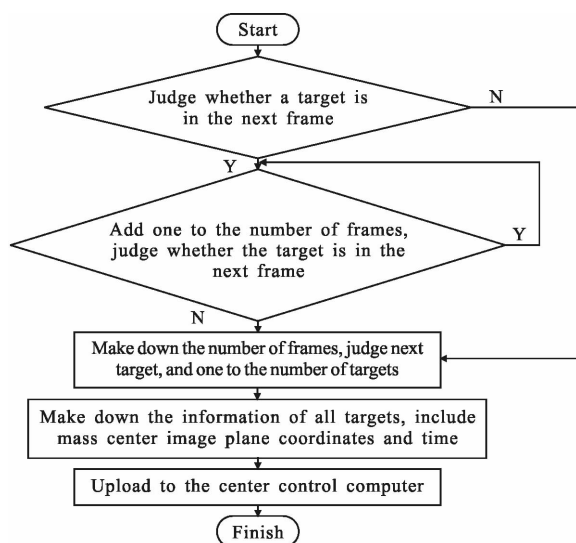 Start
Judge whether a target is
in the next frame
N
Y
Add one to the number of frames,
judge whether the target is in the
next frame
Y
N
Make down the number of frames, judge next
target, and one to the number of targets
Make down the information of all targets, include
mass center image plane coordinates and time
Upload to the center control computer
Finish